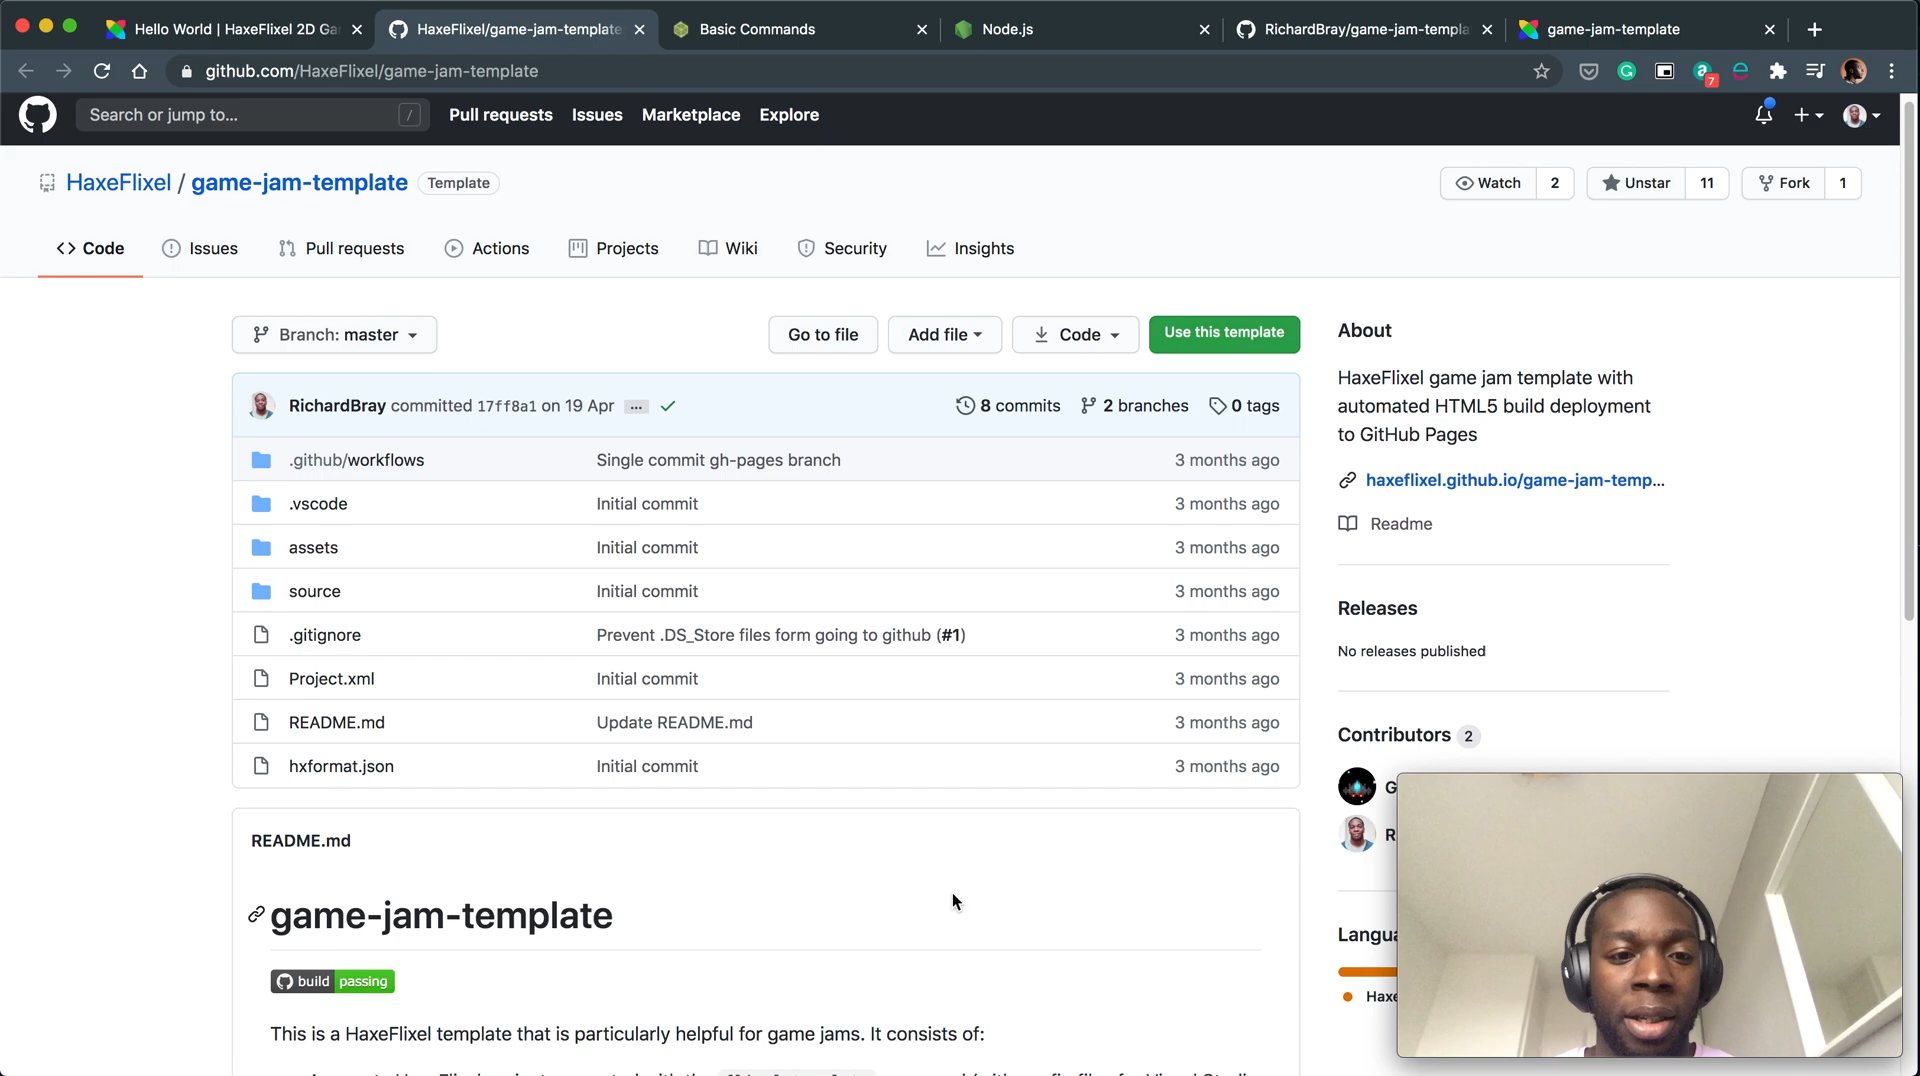 Hello World | HaxeFlixel 2D Ga
HaxeFlixel/game-jam-template
Basic Commands
Node.js
RichardBray/game-jam-templa
game-jam-template
github.com/HaxeFlixel/game-jam-template
7
Search or jump to... /
Pull requests Issues Marketplace Explore
HaxeFlixel / game-jam-template Template
Watch 2 Unstar 11 Fork 1
Code Issues Pull requests Actions Projects Wiki Security Insights
Branch: master Go to file Add file Code Use this template
RichardBray committed 17ff8a1 on 19 Apr ... 8 commits 2 branches 0 tags
.github/workflows Single commit gh-pages branch 3 months ago
.vscode Initial commit 3 months ago
assets Initial commit 3 months ago
source Initial commit 3 months ago
.gitignore Prevent .DS_Store files form going to github (#1) 3 months ago
Project.xml Initial commit 3 months ago
README.md Update README.md 3 months ago
hxformat.json Initial commit 3 months ago
README.md
game-jam-template
build passing
This is a HaxeFlixel template that is particularly helpful for game jams. It consists of:
About
HaxeFlixel game jam template with
automated HTML5 build deployment
to GitHub Pages
haxeflixel.github.io/game-jam-temp...
Readme
Releases
No releases published
Contributors 2
G
R
Langua
Haxe